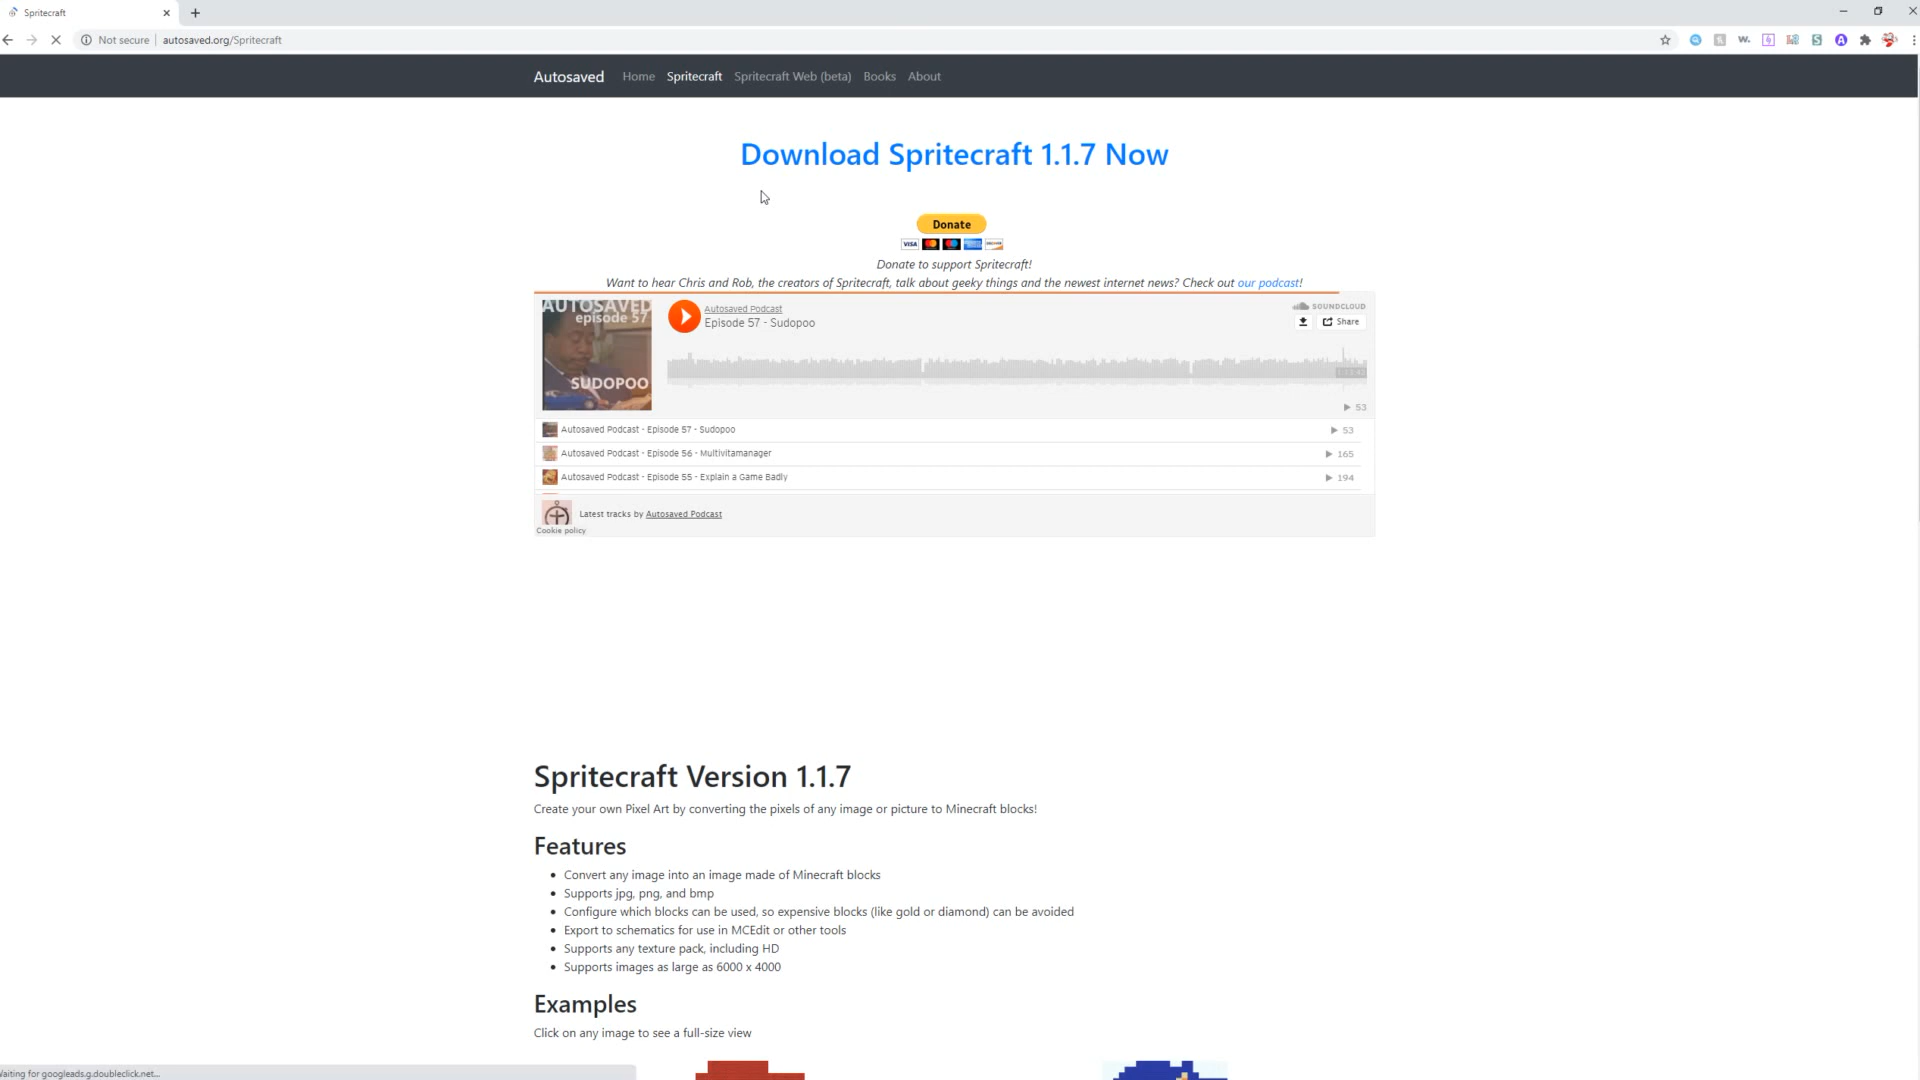 Spritecraft
Not secure autosaved.org/Spritecraft
Autosaved Home Spritecraft Spritecraft Web (beta) Books About
Download Spritecraft 1.1.7 Now
Donate
VISA
Donate to support Spritecraft!
Want to hear Chris and Rob, the creators of Spritecraft, talk about geeky things and the newest internet news? Check out our podcast!
AUTOSAVED
episode 57
SUDOPOO
Autosaved Podcast
Episode 57 - Sudopoo
SOUNDCLOUD
Share
53
Autosaved Podcast - Episode 57 - Sudopoo 53
Autosaved Podcast - Episode 56 - Multivitamanager 165
Autosaved Podcast - Episode 55 - Explain a Game Badly 194
Latest tracks by Autosaved Podcast
Cookie policy
Spritecraft Version 1.1.7
Create your own Pixel Art by converting the pixels of any image or picture to Minecraft blocks!
Features
Convert any image into an image made of Minecraft blocks
Supports jpg, png, and bmp
Configure which blocks can be used, so expensive blocks (like gold or diamond) can be avoided
Export to schematics for use in MCEdit or other tools
Supports any texture pack, including HD
Supports images as large as 6000 x 4000
Examples
Click on any image to see a full-size view
Waiting for googleads.g.doubleclick.net...